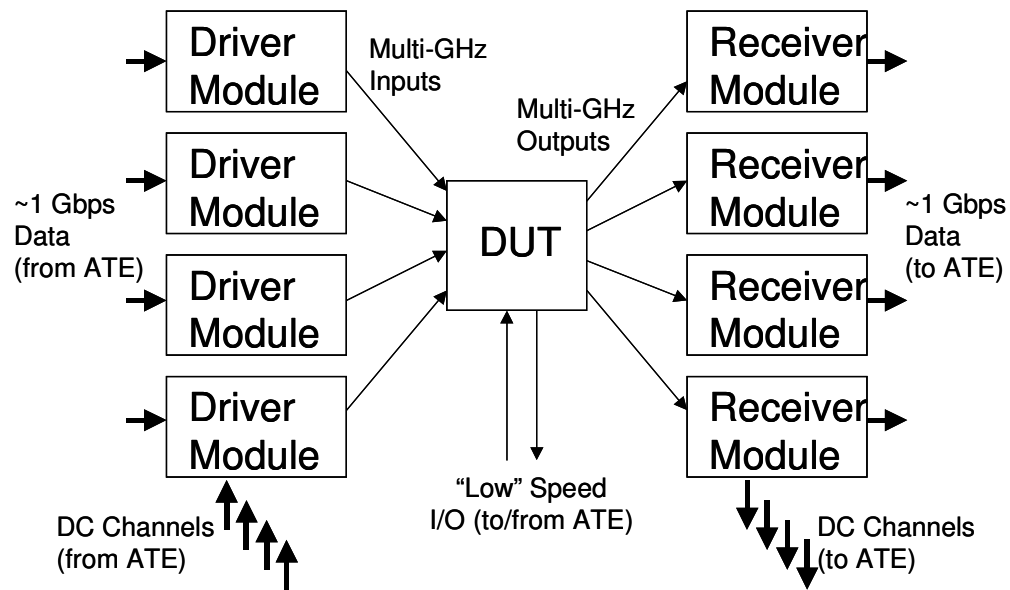 Driver
Module
Multi-GHz
Inputs
Multi-GHz
Outputs
Receiver
Module
Driver
Module
Receiver
Module
~1 Gbps
Data
(from ATE)
DUT
~1 Gbps
Data
(to ATE)
Driver
Module
Receiver
Module
Driver
Module
Receiver
Module
“Low” Speed
I/O (to/from ATE)
DC Channels
(from ATE)
DC Channels
(to ATE)